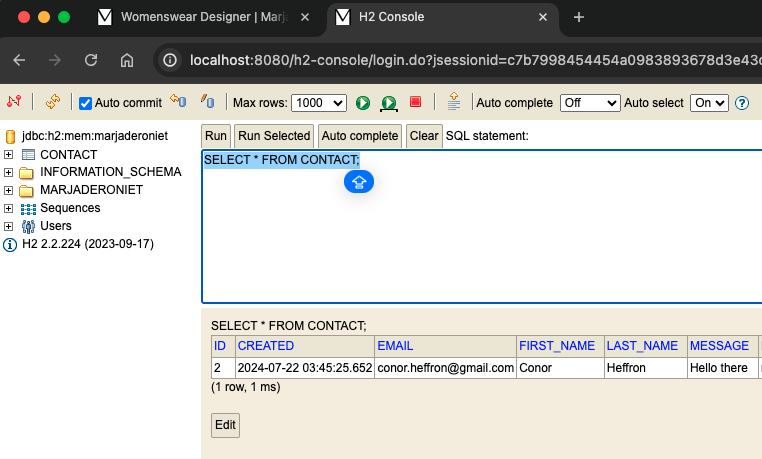 Womenswear Designer | Marja
H2 Console
localhost:8080/h2-console/login.do?jsessionid=c7b7998454454a0983893678d3e43c
Auto commit Max rows: 1000 Auto complete Off Auto select On
jdbc:h2:mem:marjaderoniet
CONTACT
INFORMATION_SCHEMA
MARJADERONIET
Sequences
Users
H2 2.2.224 (2023-09-17)
Run Run Selected Auto complete Clear SQL statement:
SELECT * FROM CONTACT;
SELECT * FROM CONTACT;
ID CREATED EMAIL FIRST_NAME LAST_NAME MESSAGE
2 2024-07-22 03:45:25.652 conor.heffron@gmail.com Conor Heffron Hello there
(1 row, 1 ms)
Edit